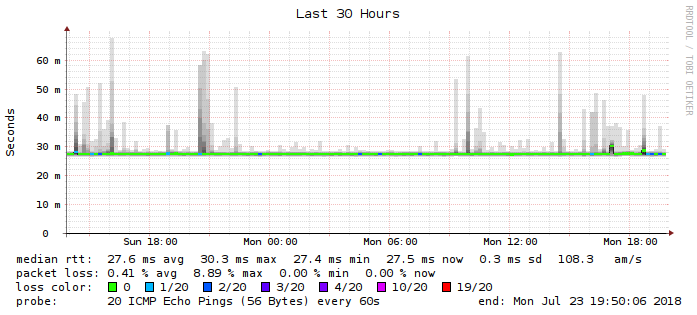 Last 30 Hours
RRDTOOL / TOBI OETIKER
Seconds
60 m
50 m
40 m
30 m
20 m
10 m
0
Sun 18:00 Mon 00:00 Mon 06:00 Mon 12:00 Mon 18:00
median rtt: 27.6 ms avg 30.3 ms max 27.4 ms min 27.5 ms now 0.3 ms sd 108.3 am/s
packet loss: 0.41 % avg 8.89 % max 0.00 % min 0.00 % now
loss color: 0 1/20 2/20 3/20 4/20 10/20 19/20
probe: 20 ICMP Echo Pings (56 Bytes) every 60s end: Mon Jul 23 19:50:06 2018